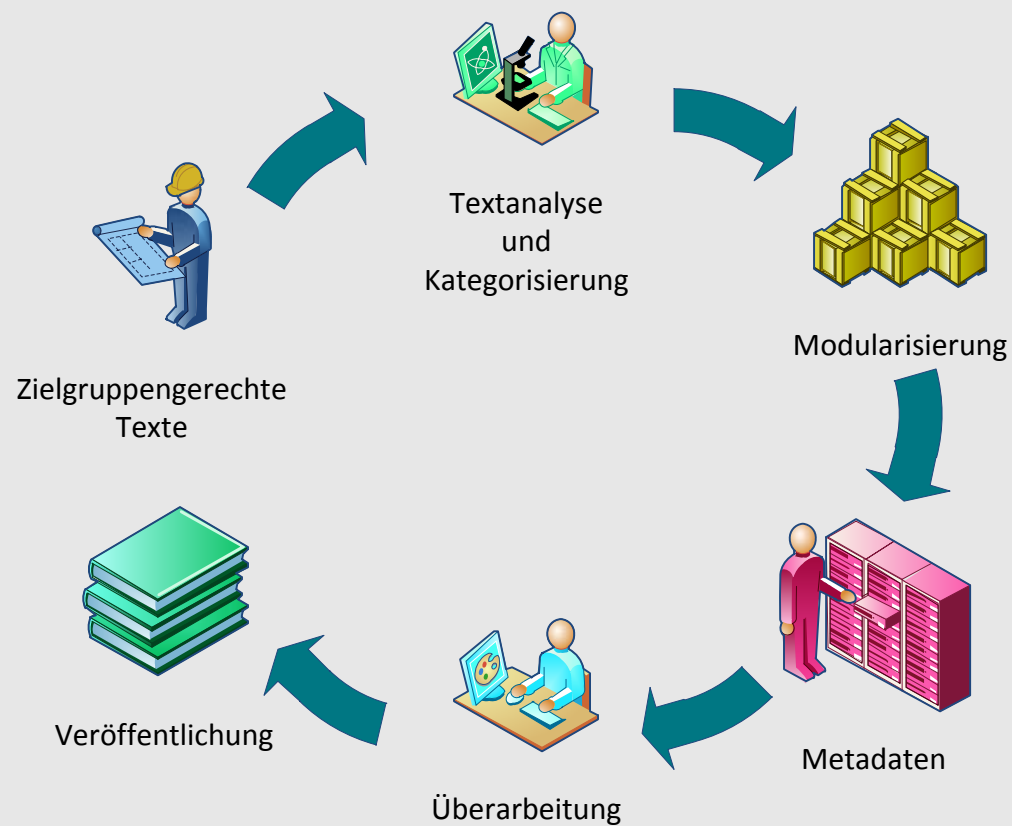 Zielgruppengerechte
Texte
Textanalyse
und
Kategorisierung
Modularisierung
Metadaten
Überarbeitung
Veröffentlichung